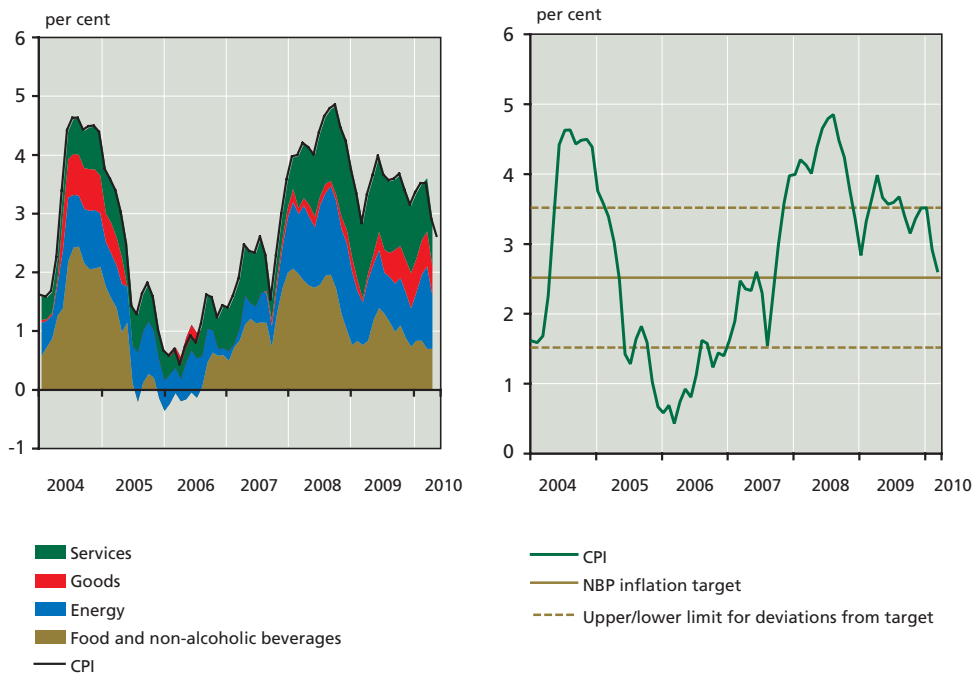 per cent
6
5
4
3
2
1
0
-1
2004 2005 2006 2007 2008 2009 2010
Services
Goods
Energy
Food and non-alcoholic beverages
CPI
per cent
6
5
4
3
2
1
0
2004 2005 2006 2007 2008 2009 2010
CPI
NBP inflation target
Upper/lower limit for deviations from target